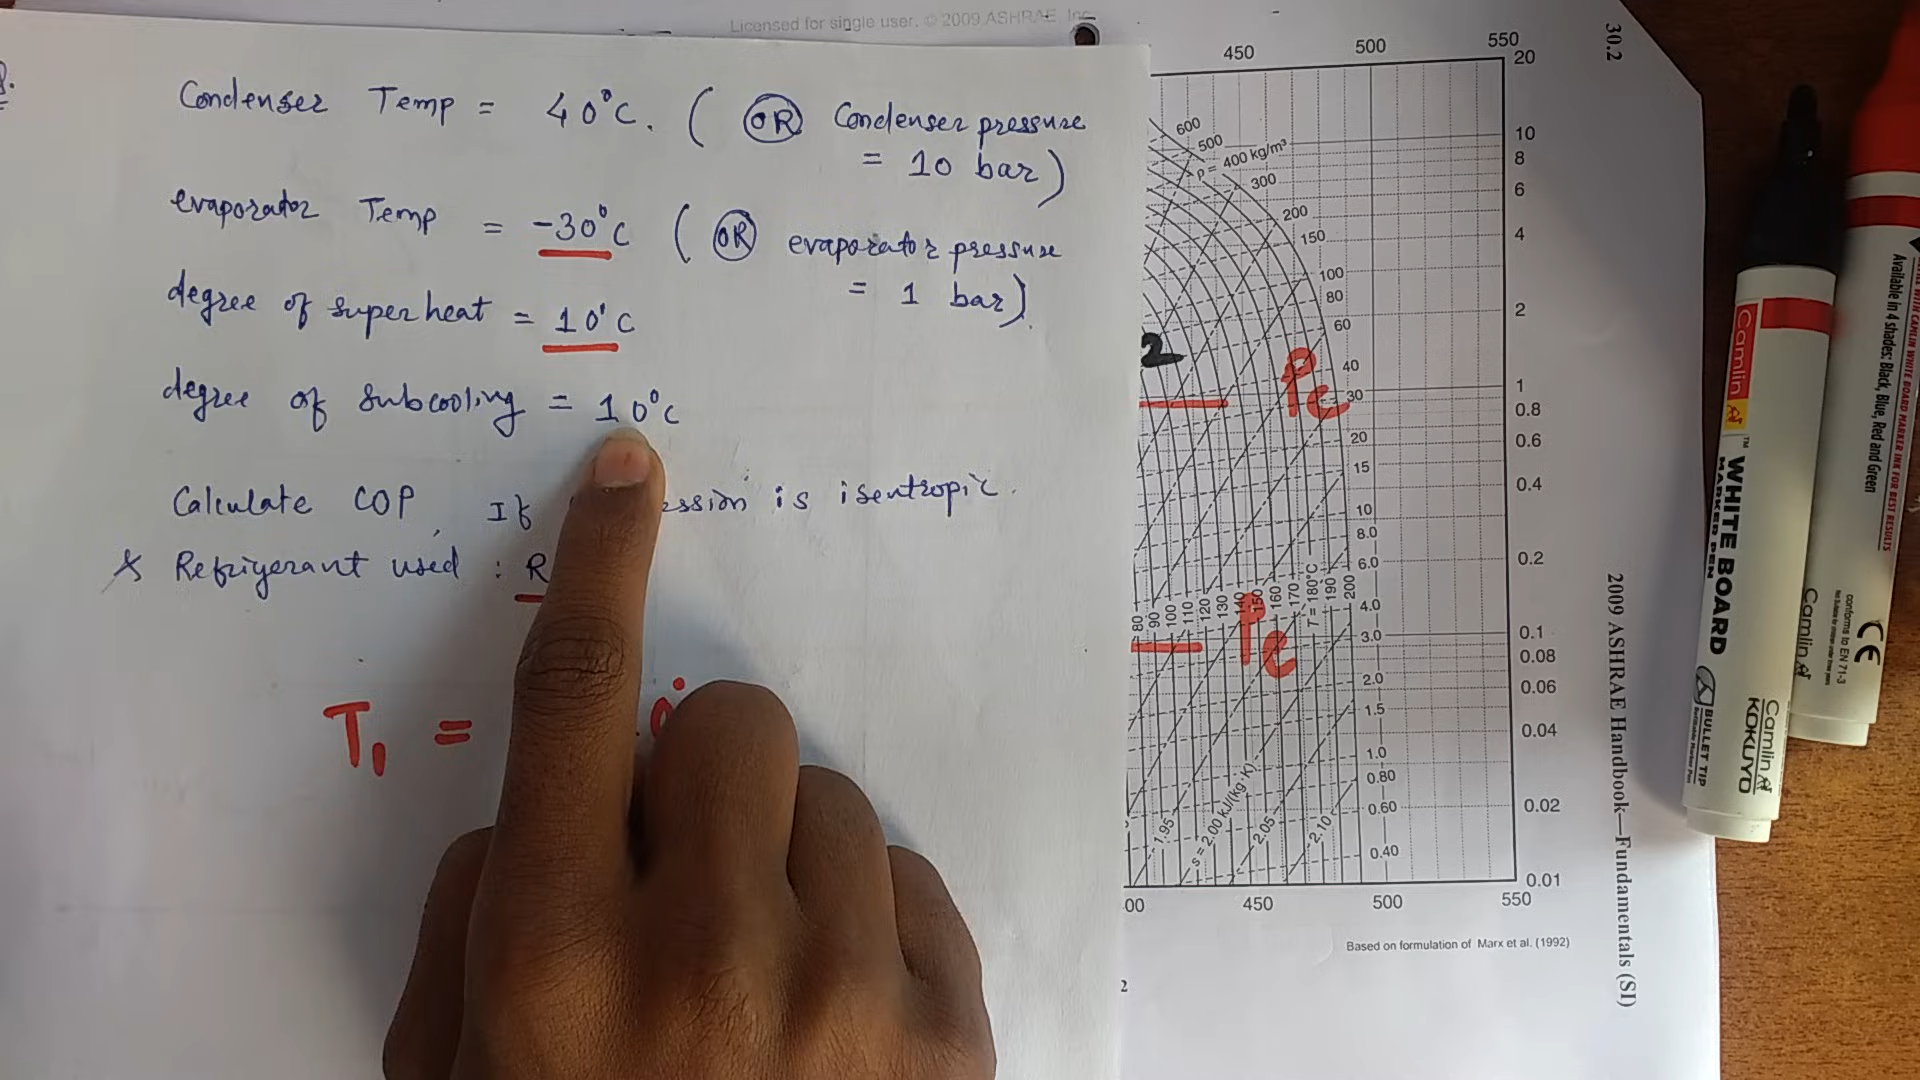 Licensed for single user. © 2009 ASHRAE, Inc.
Condenser Temp = 40°C. ( OR Condenser pressure
= 10 bar)
evaporator Temp = -30°C ( OR evaporator pressure
= 1 bar).
degree of superheat = 10°C
degree of subcooling = 10°C
Calculate COP, If ession is isentropic.
Refrigerant used : R
T1 =
450 500 550
20
10
8
6
4
2
1
0.8
0.6
0.4
0.2
0.1
0.08
0.06
0.04
0.02
0.01
600
500
ρ = 400 kg/m³
300
200
150
100
80
60
40
30
20
15
10
8.0
6.0
4.0
3.0
2.0
1.5
1.0
0.80
0.60
0.40
2
Pc
Pe
80 90 100 110 120 130 140 150 160 170 T = 180°C 190 200
1.95
s = 2.00 kJ/(kg·K)
2.05
2.10
00 450 500 550
Based on formulation of Marx et al. (1992)
2
30.2
2009 ASHRAE Handbook—Fundamentals (SI)
Camlin
WHITE BOARD
MARKER PEN
BULLET TIP
Camlin
KOKUYO
Available in 4 shades: Black, Blue, Red and Green
CE
conforms to EN 71-3
Camlin